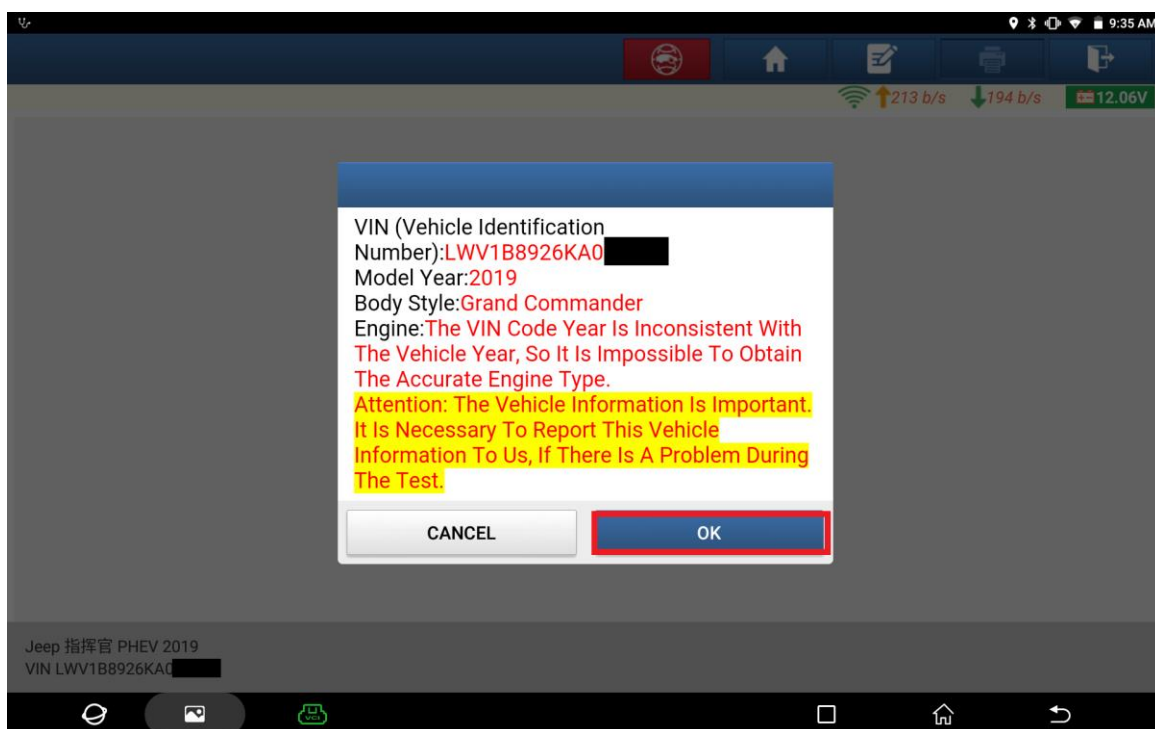 9:35 AM
213 b/s 194 b/s 12.06V
VIN (Vehicle Identification
Number):LWV1B8926KA0
Model Year:2019
Body Style:Grand Commander
Engine:The VIN Code Year Is Inconsistent With
The Vehicle Year, So It Is Impossible To Obtain
The Accurate Engine Type.
Attention: The Vehicle Information Is Important.
It Is Necessary To Report This Vehicle
Information To Us, If There Is A Problem During
The Test.
CANCEL OK
Jeep 指挥官 PHEV 2019
VIN LWV1B8926KA0
VCI